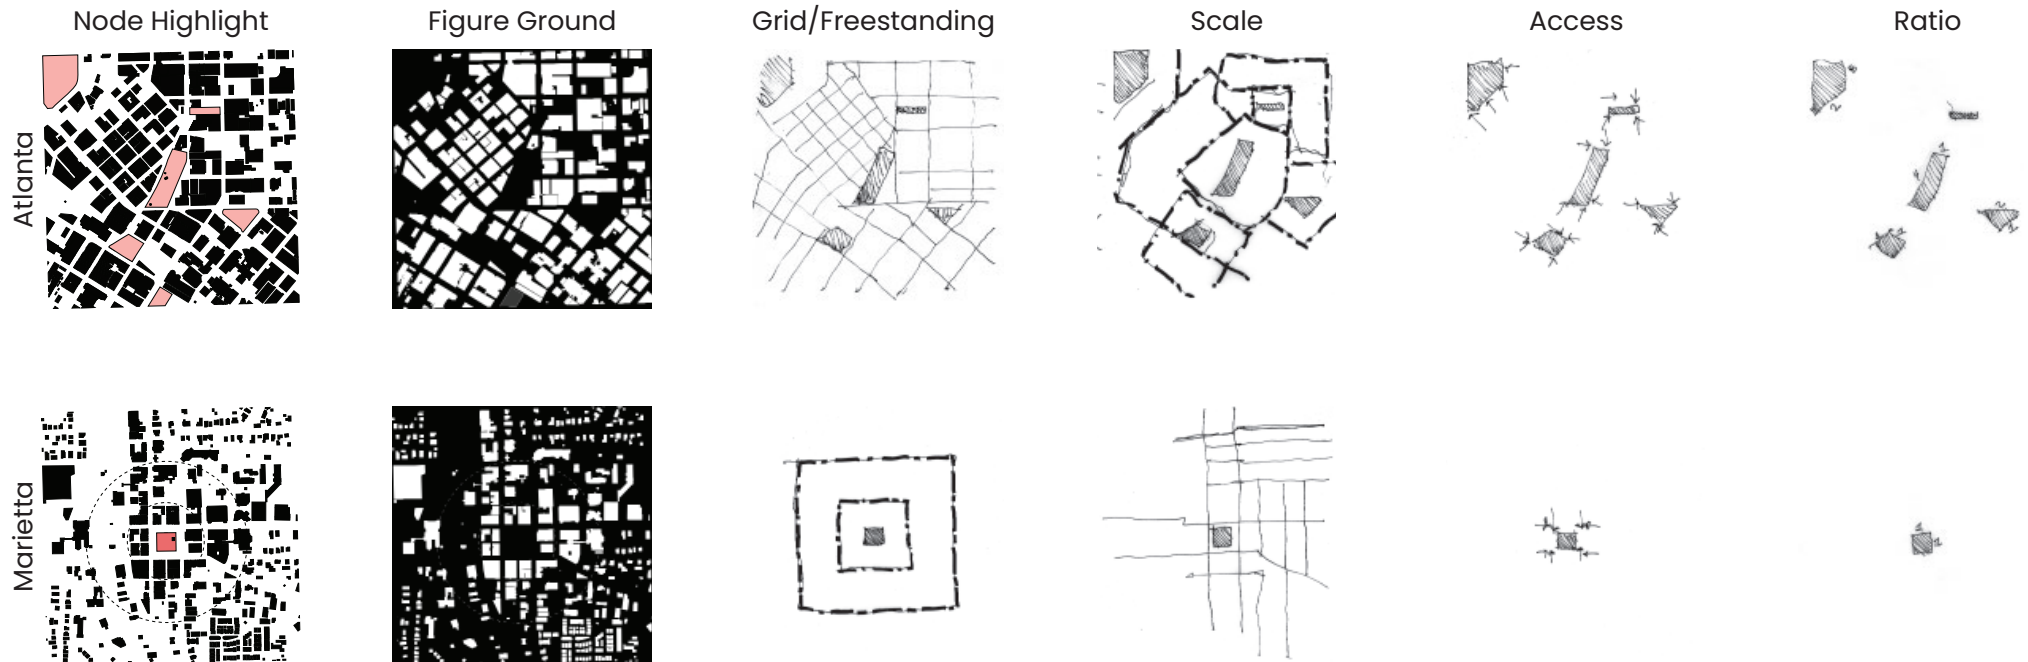 Node Highlight
Figure Ground
Grid/Freestanding
Scale
Access
Ratio
Atlanta
Marietta